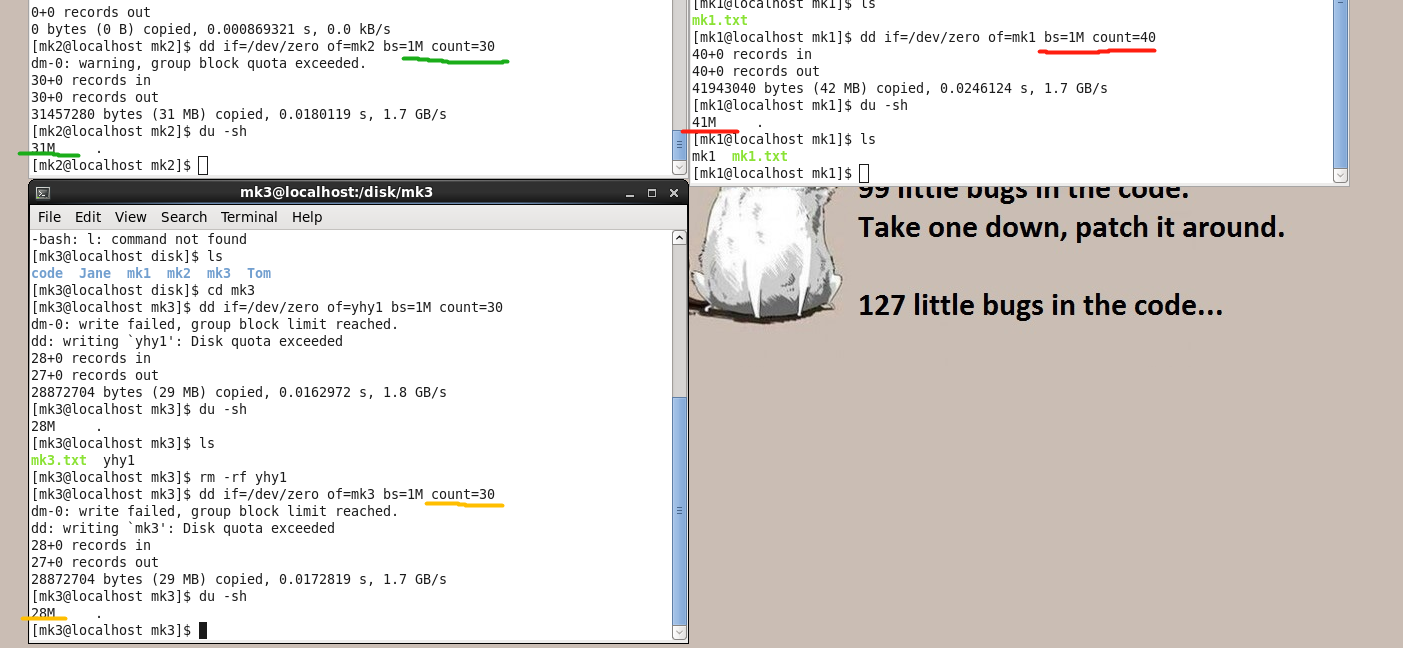 0+0 records out
0 bytes (0 B) copied, 0.000869321 s, 0.0 kB/s
[mk2@localhost mk2]$ dd if=/dev/zero of=mk2 bs=1M count=30
dm-0: warning, group block quota exceeded.
30+0 records in
30+0 records out
31457280 bytes (31 MB) copied, 0.0180119 s, 1.7 GB/s
[mk2@localhost mk2]$ du -sh
31M     .
[mk2@localhost mk2]$
[mk1@localhost mk1]$ ls
mk1.txt
[mk1@localhost mk1]$ dd if=/dev/zero of=mk1 bs=1M count=40
40+0 records in
40+0 records out
41943040 bytes (42 MB) copied, 0.0246124 s, 1.7 GB/s
[mk1@localhost mk1]$ du -sh
41M     .
[mk1@localhost mk1]$ ls
mk1  mk1.txt
[mk1@localhost mk1]$
mk3@localhost:/disk/mk3
File Edit View Search Terminal Help
-bash: l: command not found
[mk3@localhost disk]$ ls
code  Jane  mk1  mk2  mk3  Tom
[mk3@localhost disk]$ cd mk3
[mk3@localhost mk3]$ dd if=/dev/zero of=yhy1 bs=1M count=30
dm-0: write failed, group block limit reached.
dd: writing `yhy1': Disk quota exceeded
28+0 records in
27+0 records out
28872704 bytes (29 MB) copied, 0.0162972 s, 1.8 GB/s
[mk3@localhost mk3]$ du -sh
28M     .
[mk3@localhost mk3]$ ls
mk3.txt  yhy1
[mk3@localhost mk3]$ rm -rf yhy1
[mk3@localhost mk3]$ dd if=/dev/zero of=mk3 bs=1M count=30
dm-0: write failed, group block limit reached.
dd: writing `mk3': Disk quota exceeded
28+0 records in
27+0 records out
28872704 bytes (29 MB) copied, 0.0172819 s, 1.7 GB/s
[mk3@localhost mk3]$ du -sh
28M     .
[mk3@localhost mk3]$
99 little bugs in the code.
Take one down, patch it around.
127 little bugs in the code...